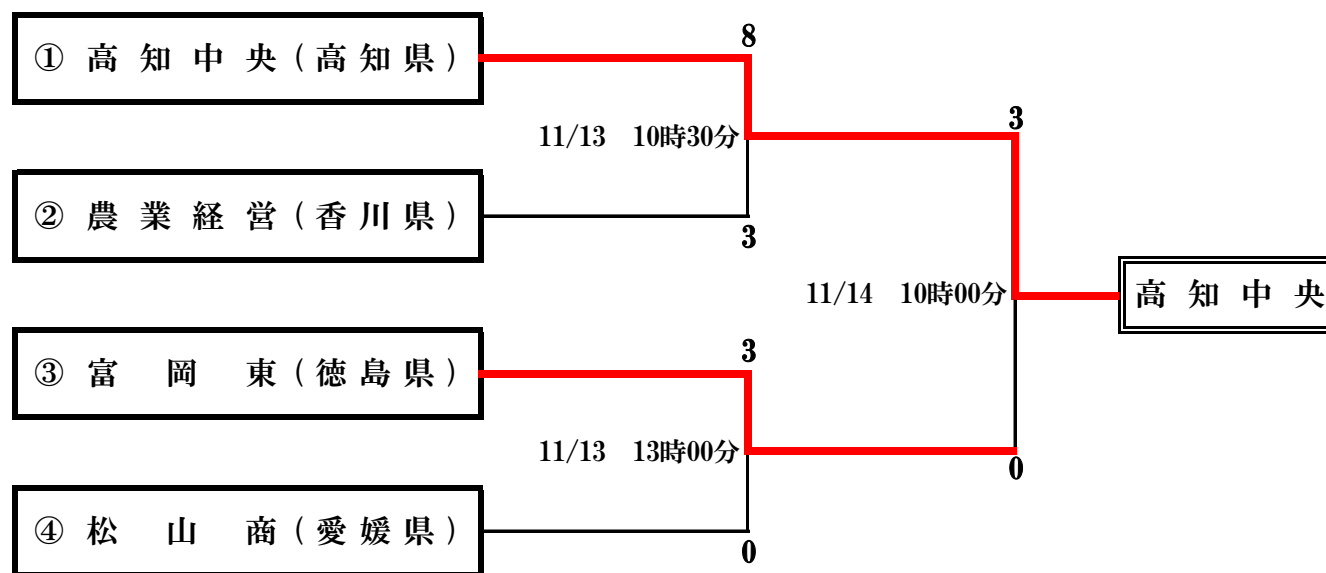 8
① 高知中央(高知県)
3
11/13 10時30分
② 農業経営(香川県)
3
11/14 10時00分
高知中央
3
③ 富岡東(徳島県)
11/13 13時00分
0
④ 松山商(愛媛県)
0